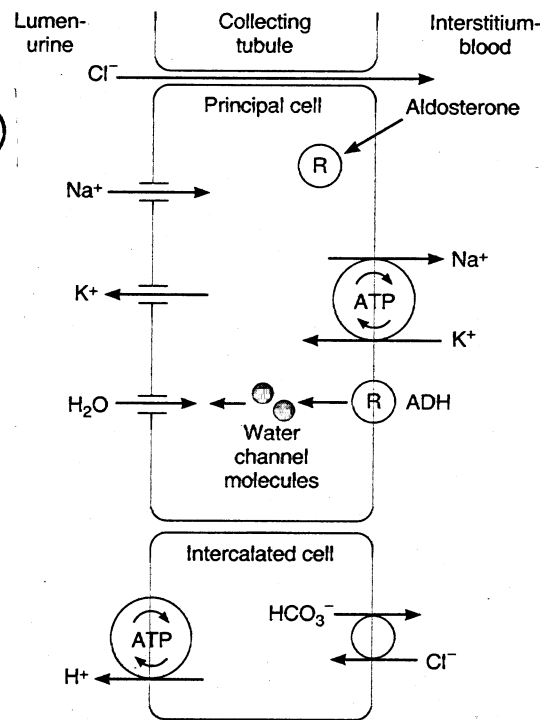 Lumen-
urine
Collecting
tubule
Interstitium-
blood
Cl⁻
Principal cell
Aldosterone
R
Na⁺
Na⁺
K⁺
ATP
K⁺
H₂O
R
ADH
Water
channel
molecules
Intercalated cell
HCO₃⁻
ATP
Cl⁻
H⁺